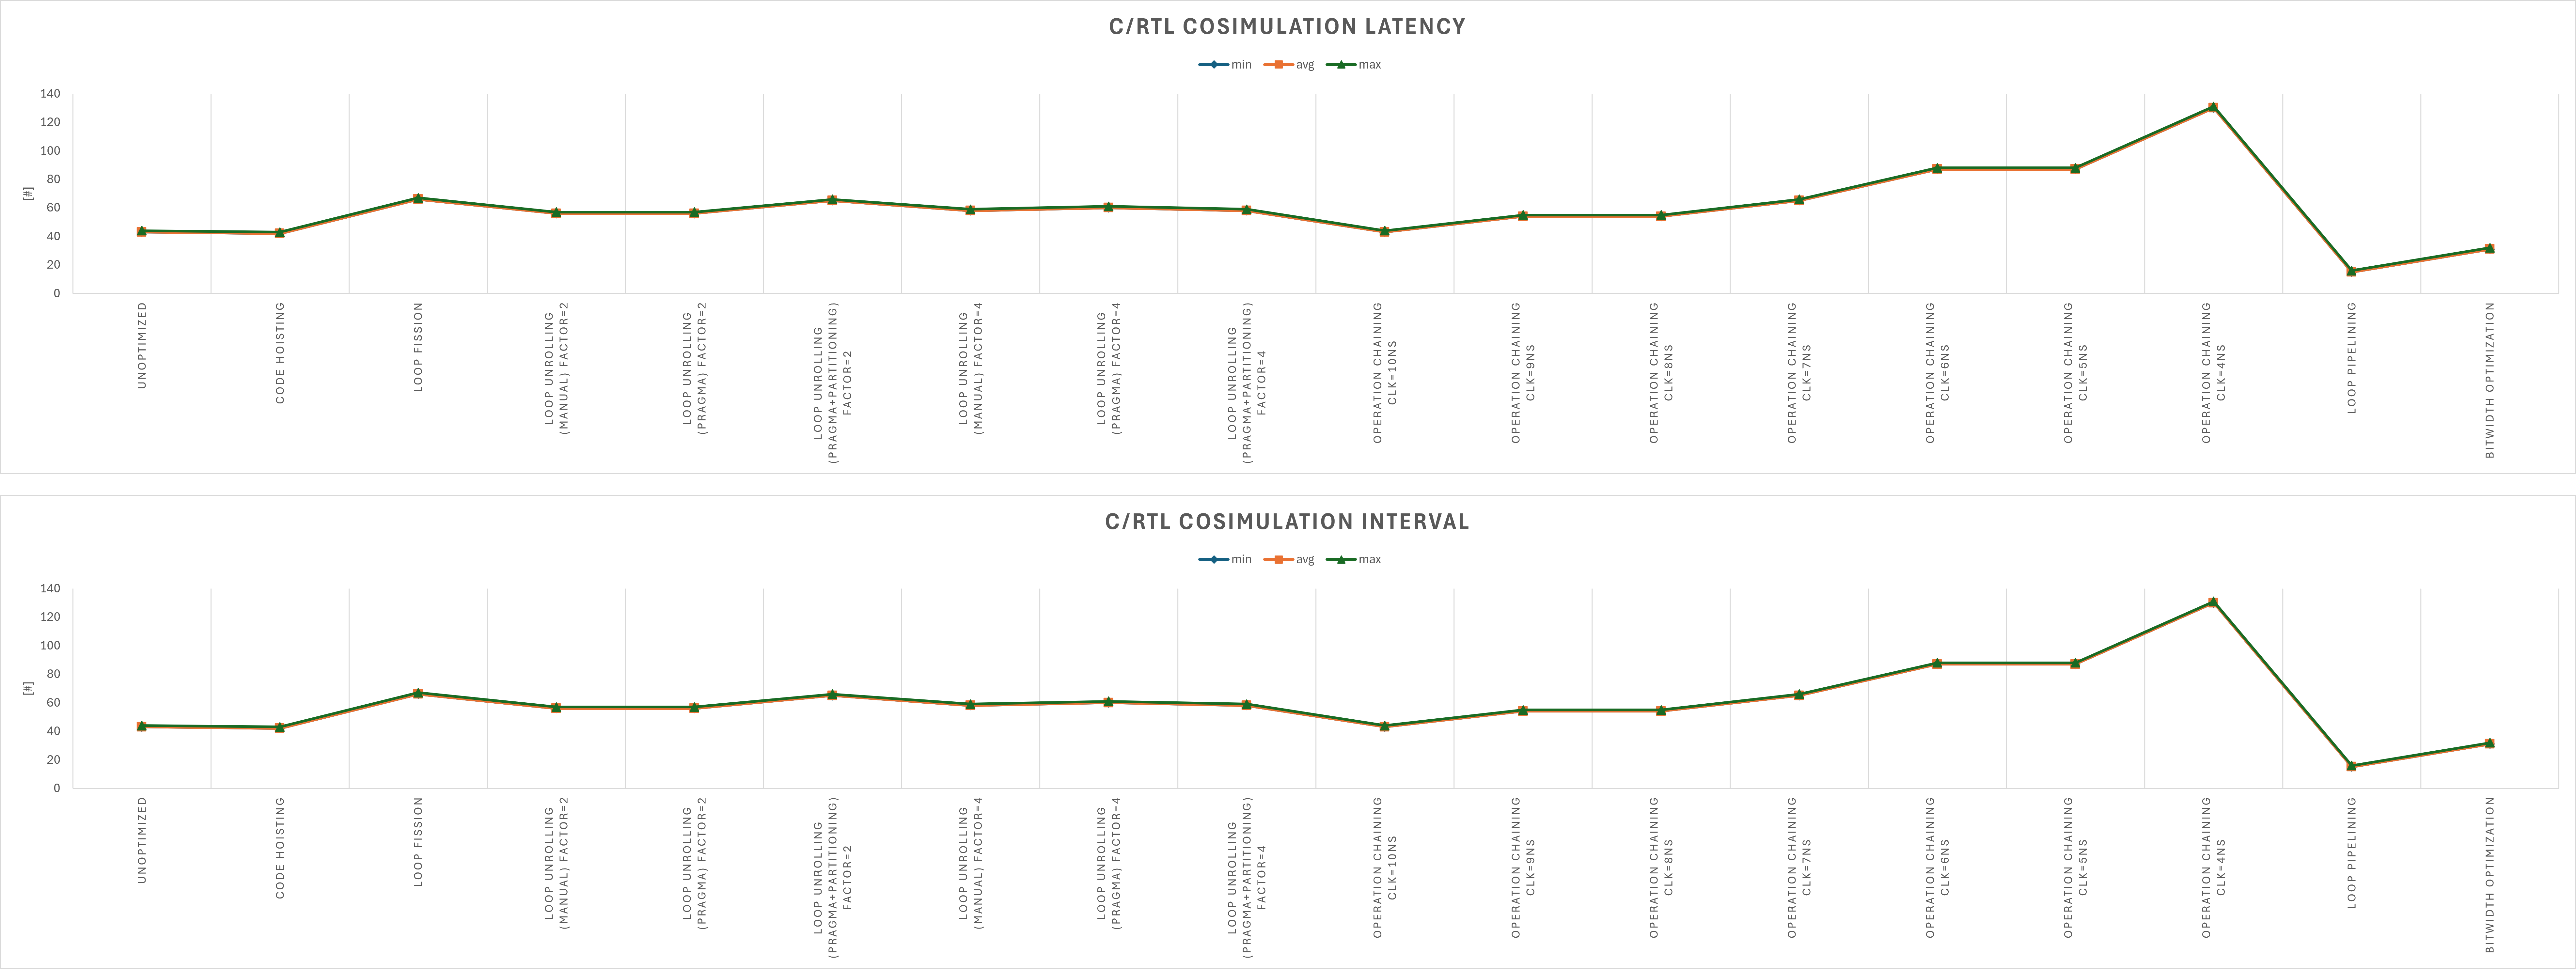 C/RTL COSIMULATION LATENCY
min avg max
140
120
100
80
60
40
20
0
[#]
UNOPTIMIZED
CODE HOISTING
LOOP FISSION
LOOP UNROLLING
(MANUAL) FACTOR=2
LOOP UNROLLING
(PRAGMA) FACTOR=2
LOOP UNROLLING
(PRAGMA+PARTITIONING)
FACTOR=2
LOOP UNROLLING
(MANUAL) FACTOR=4
LOOP UNROLLING
(PRAGMA) FACTOR=4
LOOP UNROLLING
(PRAGMA+PARTITIONING)
FACTOR=4
OPERATION CHAINING
CLK=10NS
OPERATION CHAINING
CLK=9NS
OPERATION CHAINING
CLK=8NS
OPERATION CHAINING
CLK=7NS
OPERATION CHAINING
CLK=6NS
OPERATION CHAINING
CLK=5NS
OPERATION CHAINING
CLK=4NS
LOOP PIPELINING
BITWIDTH OPTIMIZATION
C/RTL COSIMULATION INTERVAL
min avg max
140
120
100
80
60
40
20
0
[#]
UNOPTIMIZED
CODE HOISTING
LOOP FISSION
LOOP UNROLLING
(MANUAL) FACTOR=2
LOOP UNROLLING
(PRAGMA) FACTOR=2
LOOP UNROLLING
(PRAGMA+PARTITIONING)
FACTOR=2
LOOP UNROLLING
(MANUAL) FACTOR=4
LOOP UNROLLING
(PRAGMA) FACTOR=4
LOOP UNROLLING
(PRAGMA+PARTITIONING)
FACTOR=4
OPERATION CHAINING
CLK=10NS
OPERATION CHAINING
CLK=9NS
OPERATION CHAINING
CLK=8NS
OPERATION CHAINING
CLK=7NS
OPERATION CHAINING
CLK=6NS
OPERATION CHAINING
CLK=5NS
OPERATION CHAINING
CLK=4NS
LOOP PIPELINING
BITWIDTH OPTIMIZATION